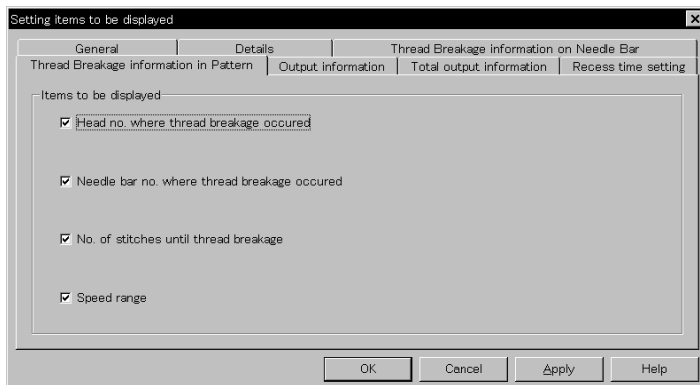 Setting items to be displayed
General
Details
Thread Breakage information on Needle Bar
Thread Breakage information in Pattern
Output information
Total output information
Recess time setting
Items to be displayed
Head no. where thread breakage occured
Needle bar no. where thread breakage occured
No. of stitches until thread breakage
Speed range
OK
Cancel
Apply
Help